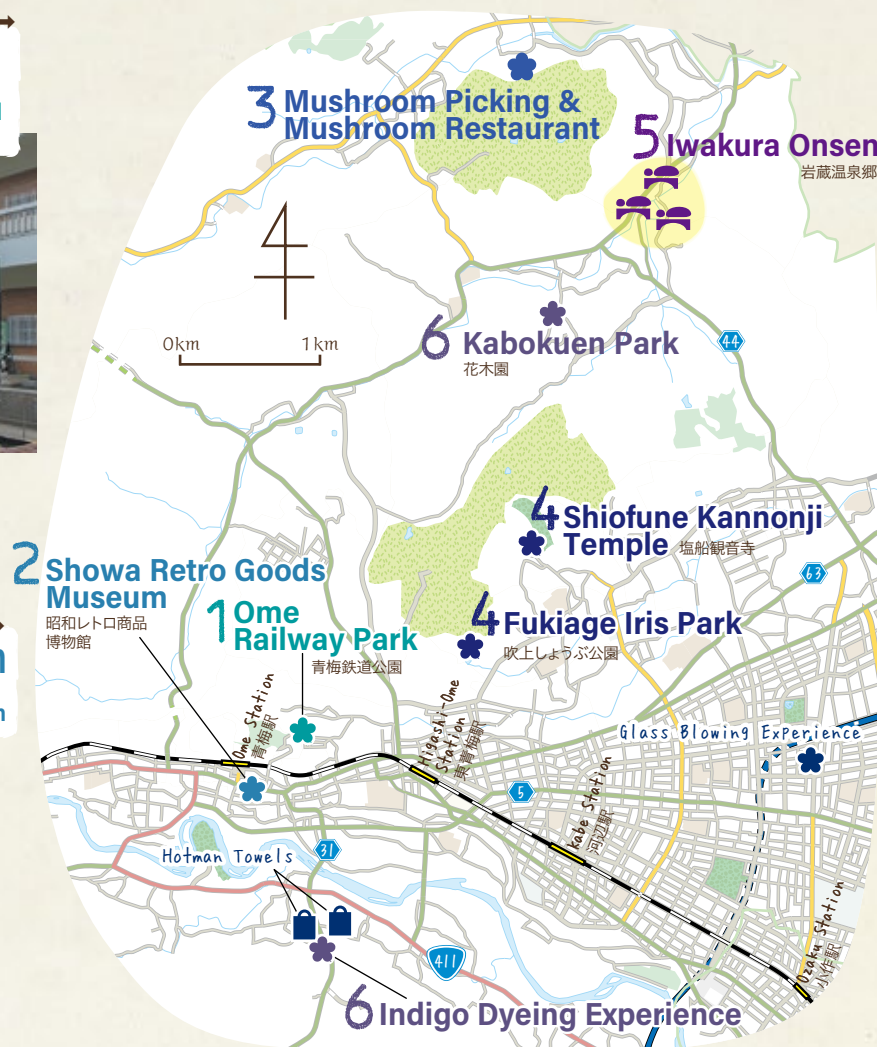 3 Mushroom Picking &
Mushroom Restaurant
5 Iwakura Onsen
岩蔵温泉郷
0km 1km
6 Kabokuen Park
花木園
44
4 Shiofune Kannonji
Temple 塩船観音寺
63
2 Showa Retro Goods
Museum
昭和レトロ商品
博物館
1 Ome
Railway Park
青梅鉄道公園
4 Fukiage Iris Park
吹上しょうぶ公園
Ome Station
青梅駅
Higashi-Ome
Station
東青梅駅
Glass Blowing Experience
5
Kabe Station
河辺駅
31
Hotman Towels
Ozaku Station
小作駅
411
6 Indigo Dyeing Experience